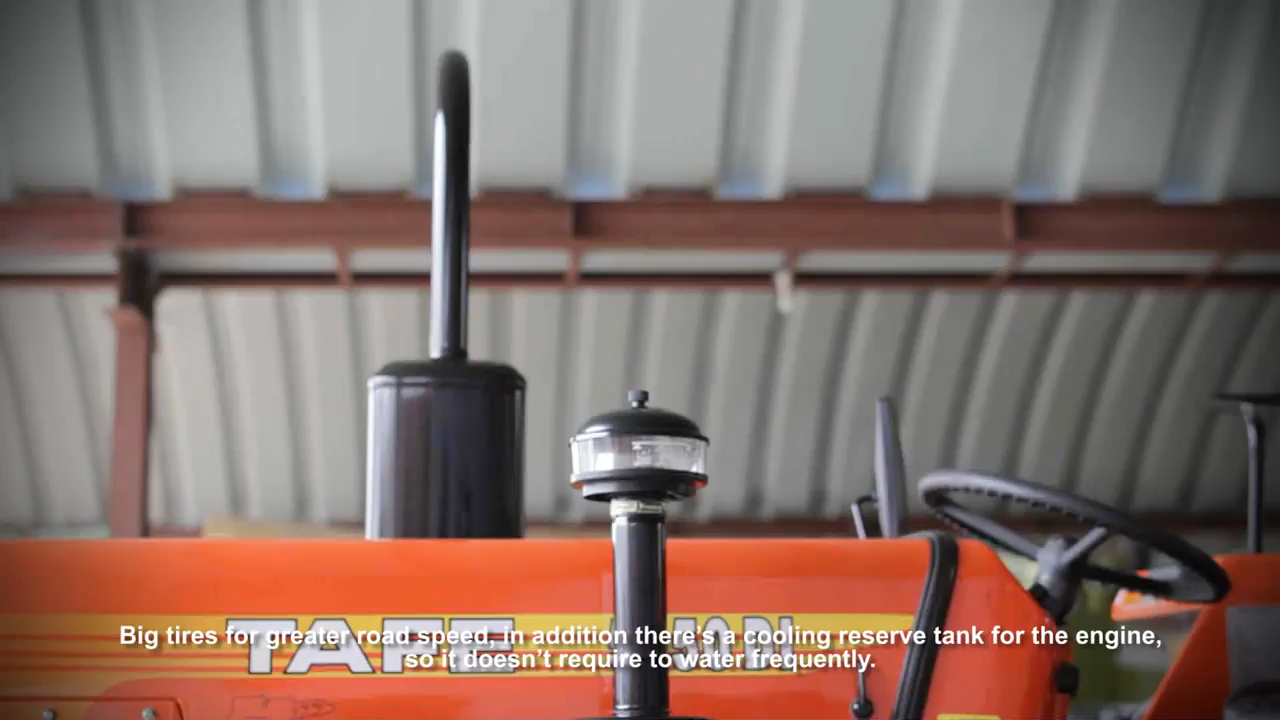 Big tires for greater road speed, in addition there's a cooling reserve tank for the engine,
so it doesn't require to water frequently.
TAFE